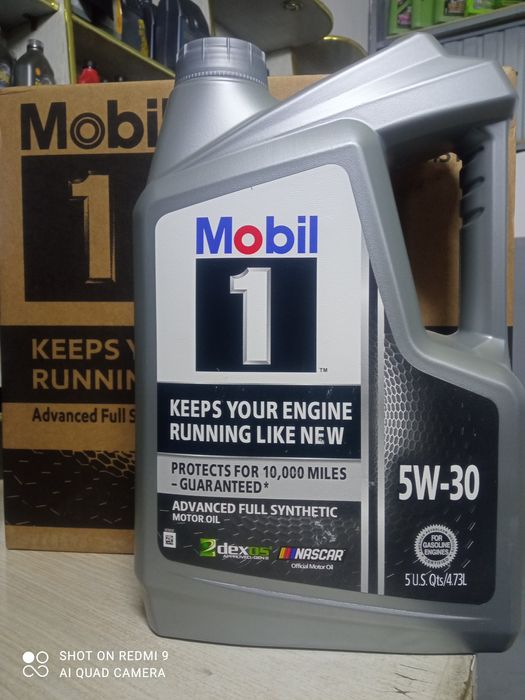 Mobil
1
KEEPS
RUNNIN
Advanced Full S
Mobil
1
TM
KEEPS YOUR ENGINE
RUNNING LIKE NEW
PROTECTS FOR 10,000 MILES
– GUARANTEED*
ADVANCED FULL SYNTHETIC
MOTOR OIL
dexos
NASCAR
Official Motor Oil
5W-30
FOR
GASOLINE
ENGINES
5 U.S. Qts/4.73L
SHOT ON REDMI 9
AI QUAD CAMERA